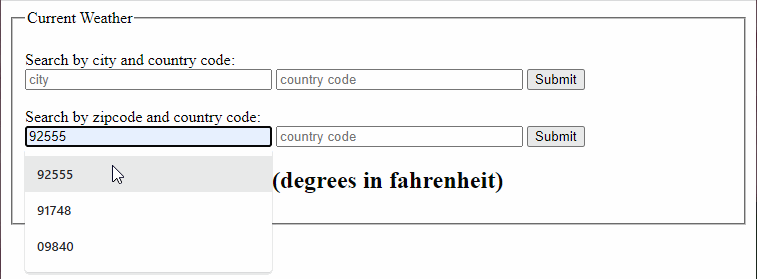 Current Weather
Search by city and country code:
city country code Submit
Search by zipcode and country code:
92555 country code Submit
92555
(degrees in fahrenheit)
91748
09840